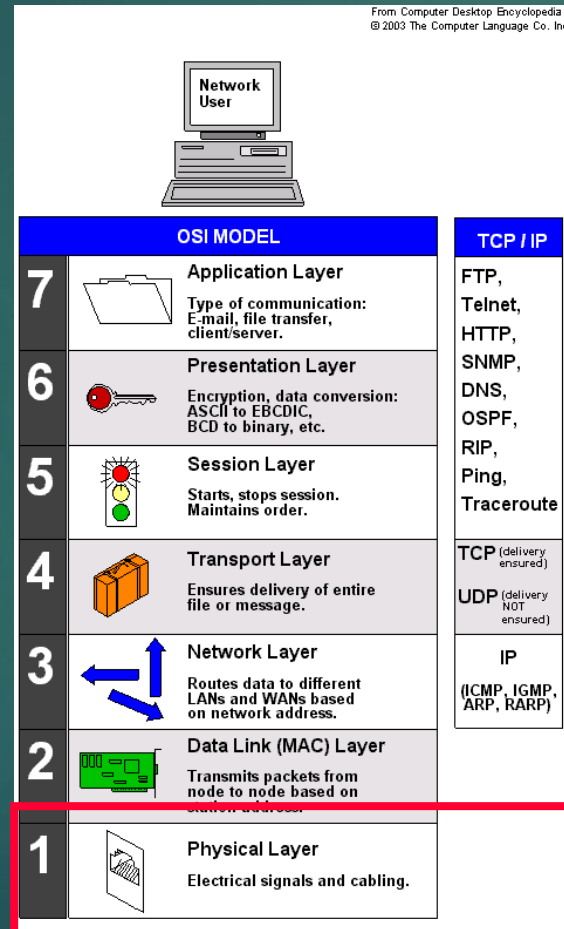 From Computer Desktop Encyclopedia
© 2003 The Computer Language Co. Inc
Network
User
OSI MODEL
7
Application Layer
Type of communication:
E-mail, file transfer,
client/server.
6
Presentation Layer
Encryption, data conversion:
ASCII to EBCDIC,
BCD to binary, etc.
5
Session Layer
Starts, stops session.
Maintains order.
4
Transport Layer
Ensures delivery of entire
file or message.
3
Network Layer
Routes data to different
LANs and WANs based
on network address.
2
Data Link (MAC) Layer
Transmits packets from
node to node based on
station address.
1
Physical Layer
Electrical signals and cabling.
TCP / IP
FTP,
Telnet,
HTTP,
SNMP,
DNS,
OSPF,
RIP,
Ping,
Traceroute
TCP (delivery
ensured)
UDP (delivery
NOT
ensured)
IP
(ICMP, IGMP,
ARP, RARP)